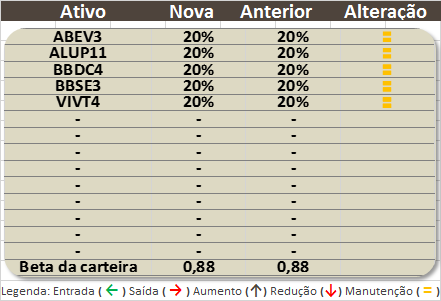 Ativo Nova Anterior Alteração
ABEV3 20% 20% =
ALUP11 20% 20% =
BBDC4 20% 20% =
BBSE3 20% 20% =
VIVT4 20% 20% =
- - -
- - -
- - -
- - -
- - -
- - -
- - -
- - -
- - -
Beta da carteira 0,88 0,88
Legenda: Entrada ( ← ) Saída ( → ) Aumento ( ↑ ) Redução ( ↓ ) Manutenção ( = )